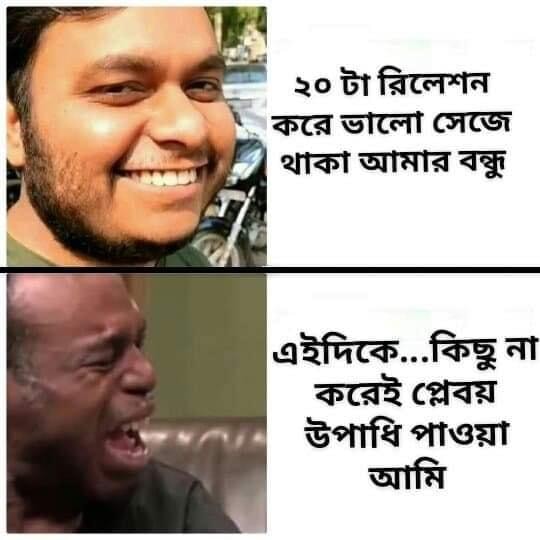 ২০ টা রিলেশন
করে ভালো সেজে
থাকা আমার বন্ধু
এইদিকে...কিছু না
করেই প্লেবয়
উপাধি পাওয়া
আমি